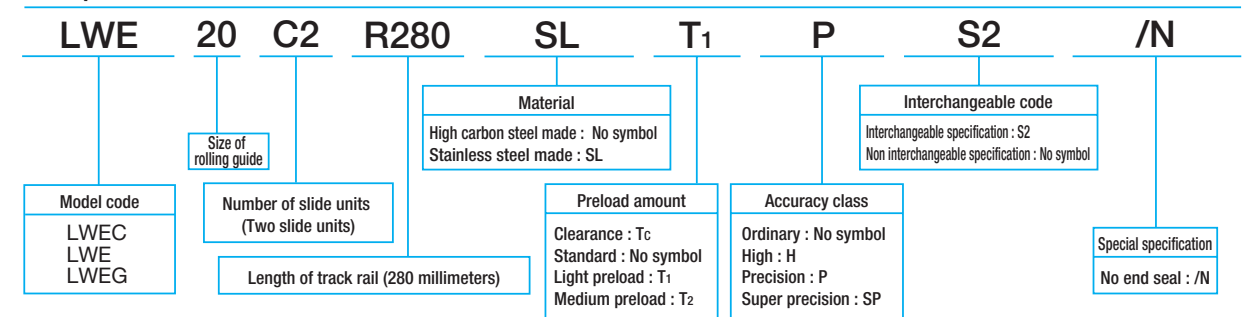 LWE 20 C2 R280 SL T1 P S2 /N
Size of
rolling guide
Material
High carbon steel made : No symbol
Stainless steel made : SL
Interchangeable code
Interchangeable specification : S2
Non interchangeable specification : No symbol
Model code
LWEC
LWE
LWEG
Number of slide units
(Two slide units)
Length of track rail (280 millimeters)
Preload amount
Clearance : Tc
Standard : No symbol
Light preload : T1
Medium preload : T2
Accuracy class
Ordinary : No symbol
High : H
Precision : P
Super precision : SP
Special specification
No end seal : /N